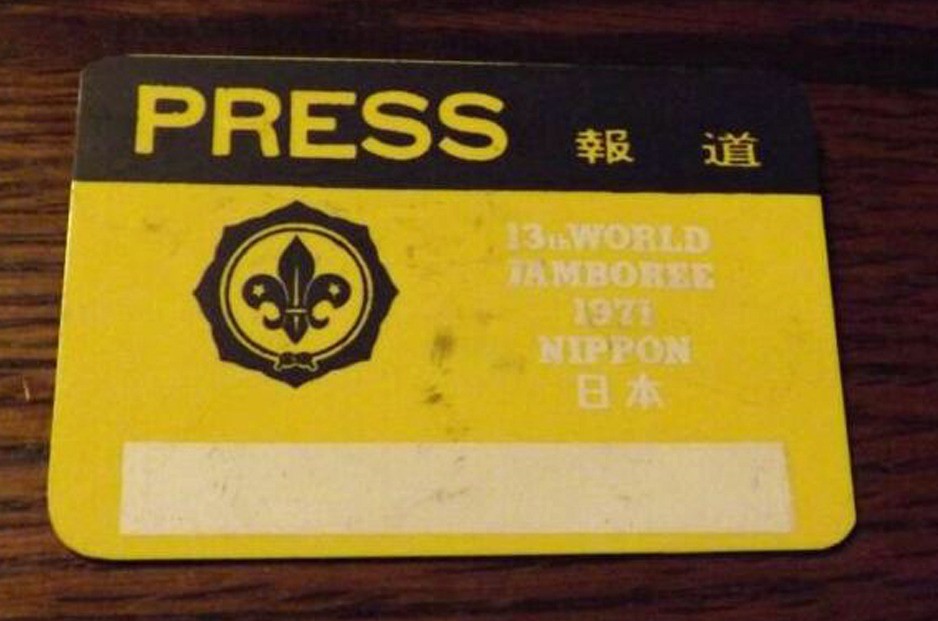 PRESS 報 道
13th WORLD
JAMBOREE
1971
NIPPON
日本